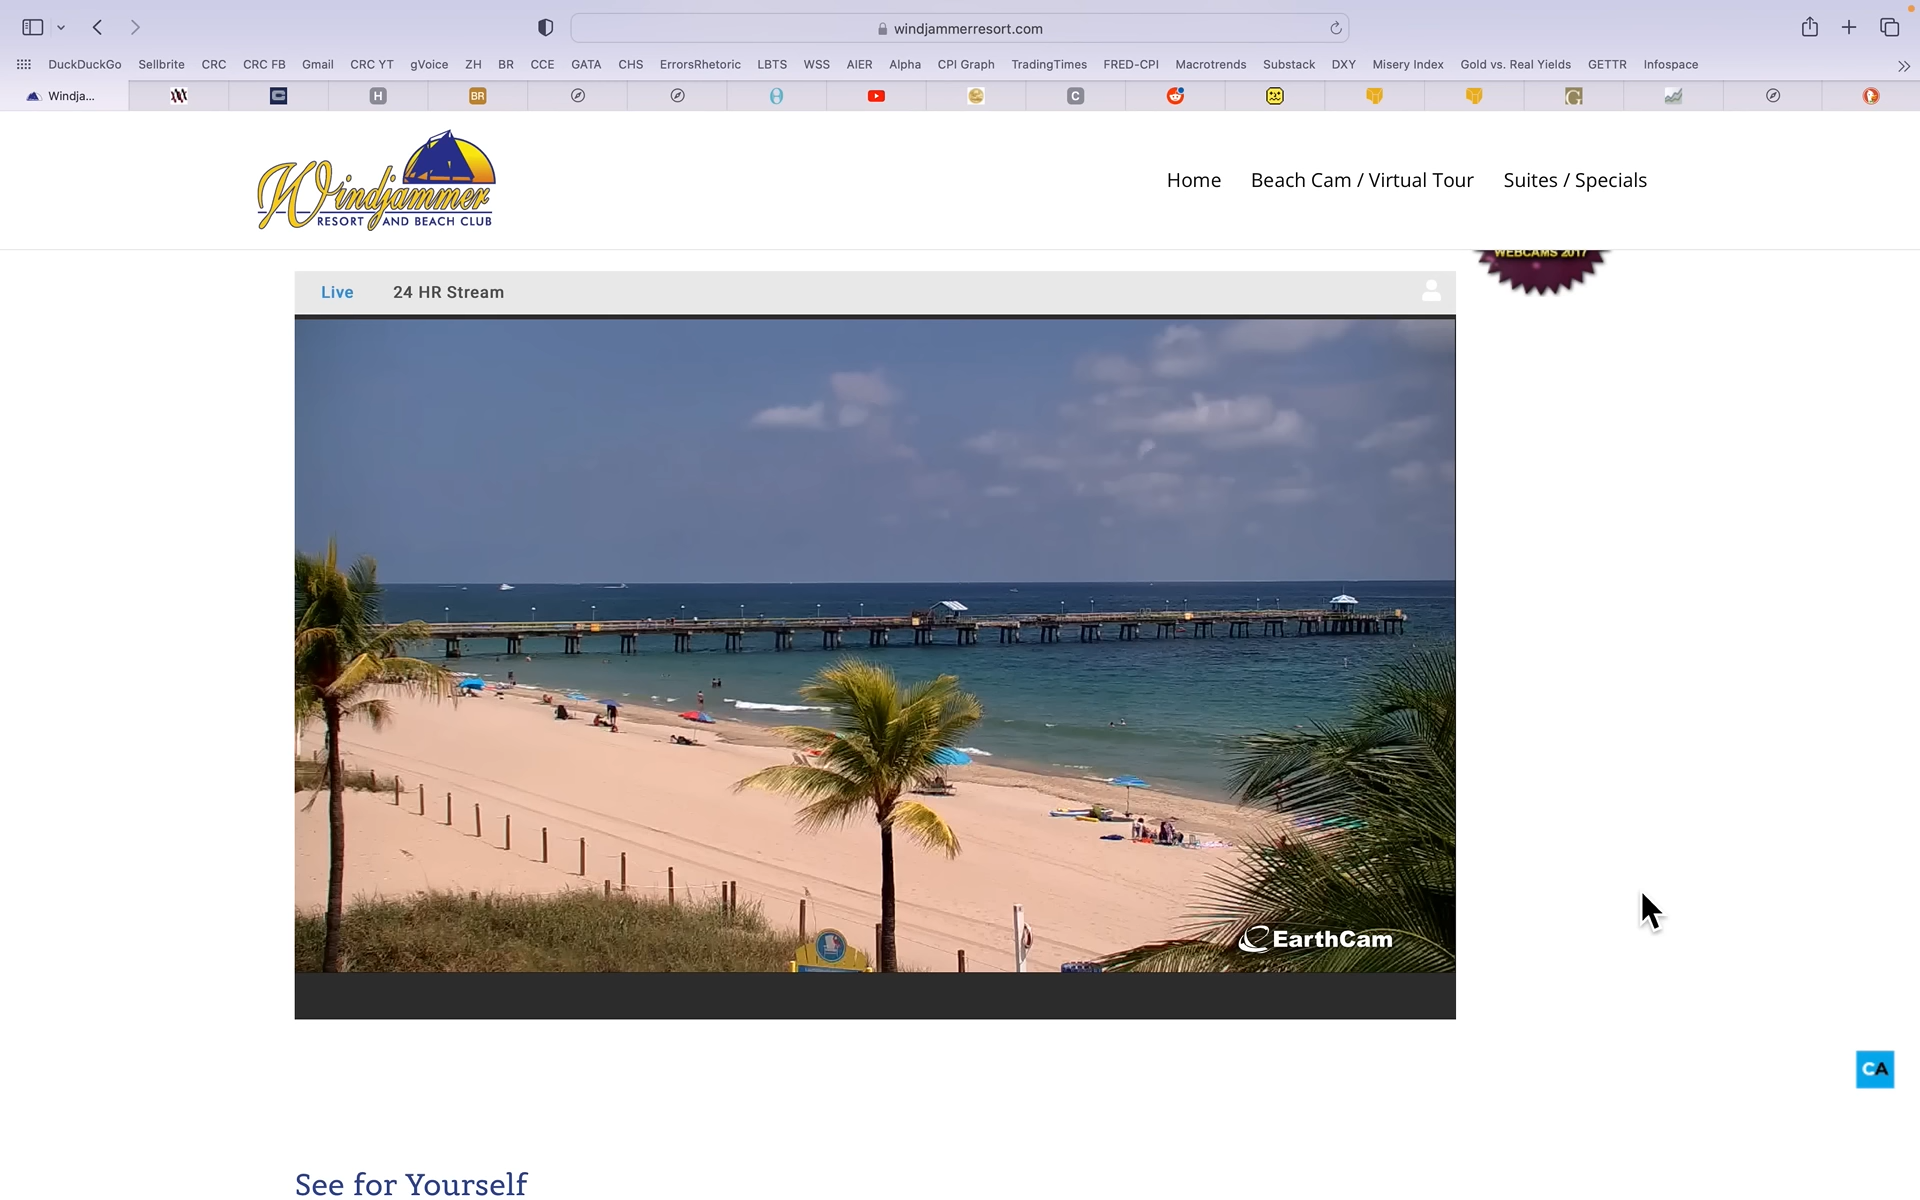 windjammerresort.com
DuckDuckGo Sellbrite CRC CRC FB Gmail CRC YT gVoice ZH BR CCE GATA CHS ErrorsRhetoric LBTS WSS AIER Alpha CPI Graph TradingTimes FRED-CPI Macrotrends Substack DXY Misery Index Gold vs. Real Yields GETTR Infospace
Windja... H BR C
Windjammer
RESORT AND BEACH CLUB
Home Beach Cam / Virtual Tour Suites / Specials
WEBCAMS 2017
Live 24 HR Stream
EarthCam
CA
See for Yourself